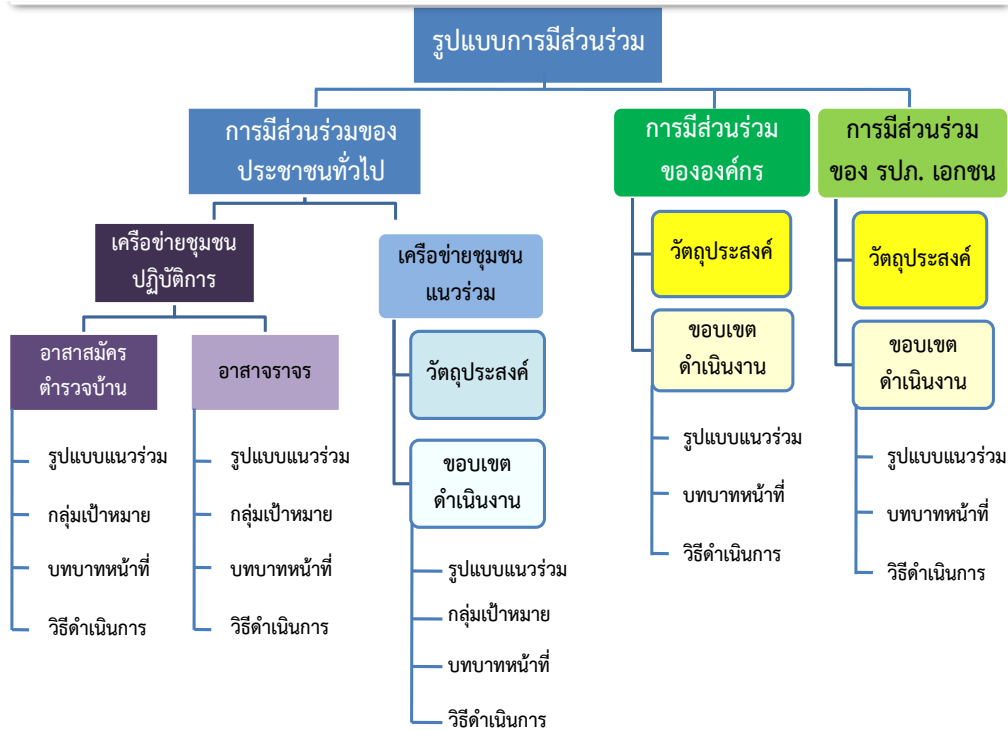 รูปแบบการมีส่วนร่วม
การมีส่วนร่วมของ
ประชาชนทั่วไป
การมีส่วนร่วม
ขององค์กร
การมีส่วนร่วม
ของ รปภ. เอกชน
เครือข่ายชุมชน
ปฏิบัติการ
เครือข่ายชุมชน
แนวร่วม
อาสาสมัคร
ตำรวจบ้าน
รูปแบบแนวร่วม
กลุ่มเป้าหมาย
บทบาทหน้าที่
วิธีดำเนินการ
อาสาจราจร
รูปแบบแนวร่วม
กลุ่มเป้าหมาย
บทบาทหน้าที่
วิธีดำเนินการ
วัตถุประสงค์
ขอบเขต
ดำเนินงาน
รูปแบบแนวร่วม
กลุ่มเป้าหมาย
บทบาทหน้าที่
วิธีดำเนินการ
วัตถุประสงค์
ขอบเขต
ดำเนินงาน
รูปแบบแนวร่วม
บทบาทหน้าที่
วิธีดำเนินการ
วัตถุประสงค์
ขอบเขต
ดำเนินงาน
รูปแบบแนวร่วม
บทบาทหน้าที่
วิธีดำเนินการ